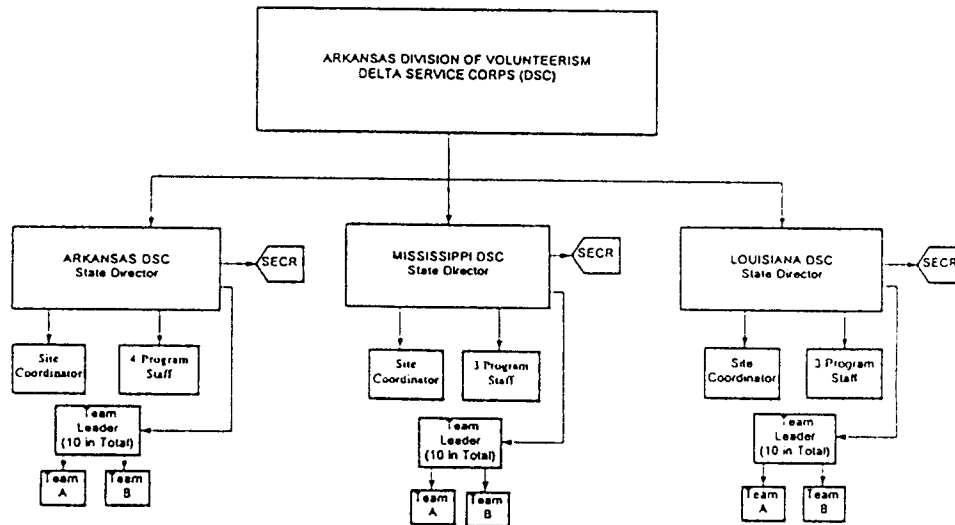 ARKANSAS DIVISION OF VOLUNTEERISM
DELTA SERVICE CORPS (DSC)
ARKANSAS DSC
State Director
SECR
MISSISSIPPI DSC
State Director
SECR
LOUISIANA DSC
State Director
SECR
Site
Coordinator
4 Program
Staff
Site
Coordinator
3 Program
Staff
Site
Coordinator
3 Program
Staff
Team
Leader
(10 in Total)
Team
Leader
(10 in Total)
Team
Leader
(10 in Total)
Team
A
Team
B
Team
A
Team
B
Team
A
Team
B